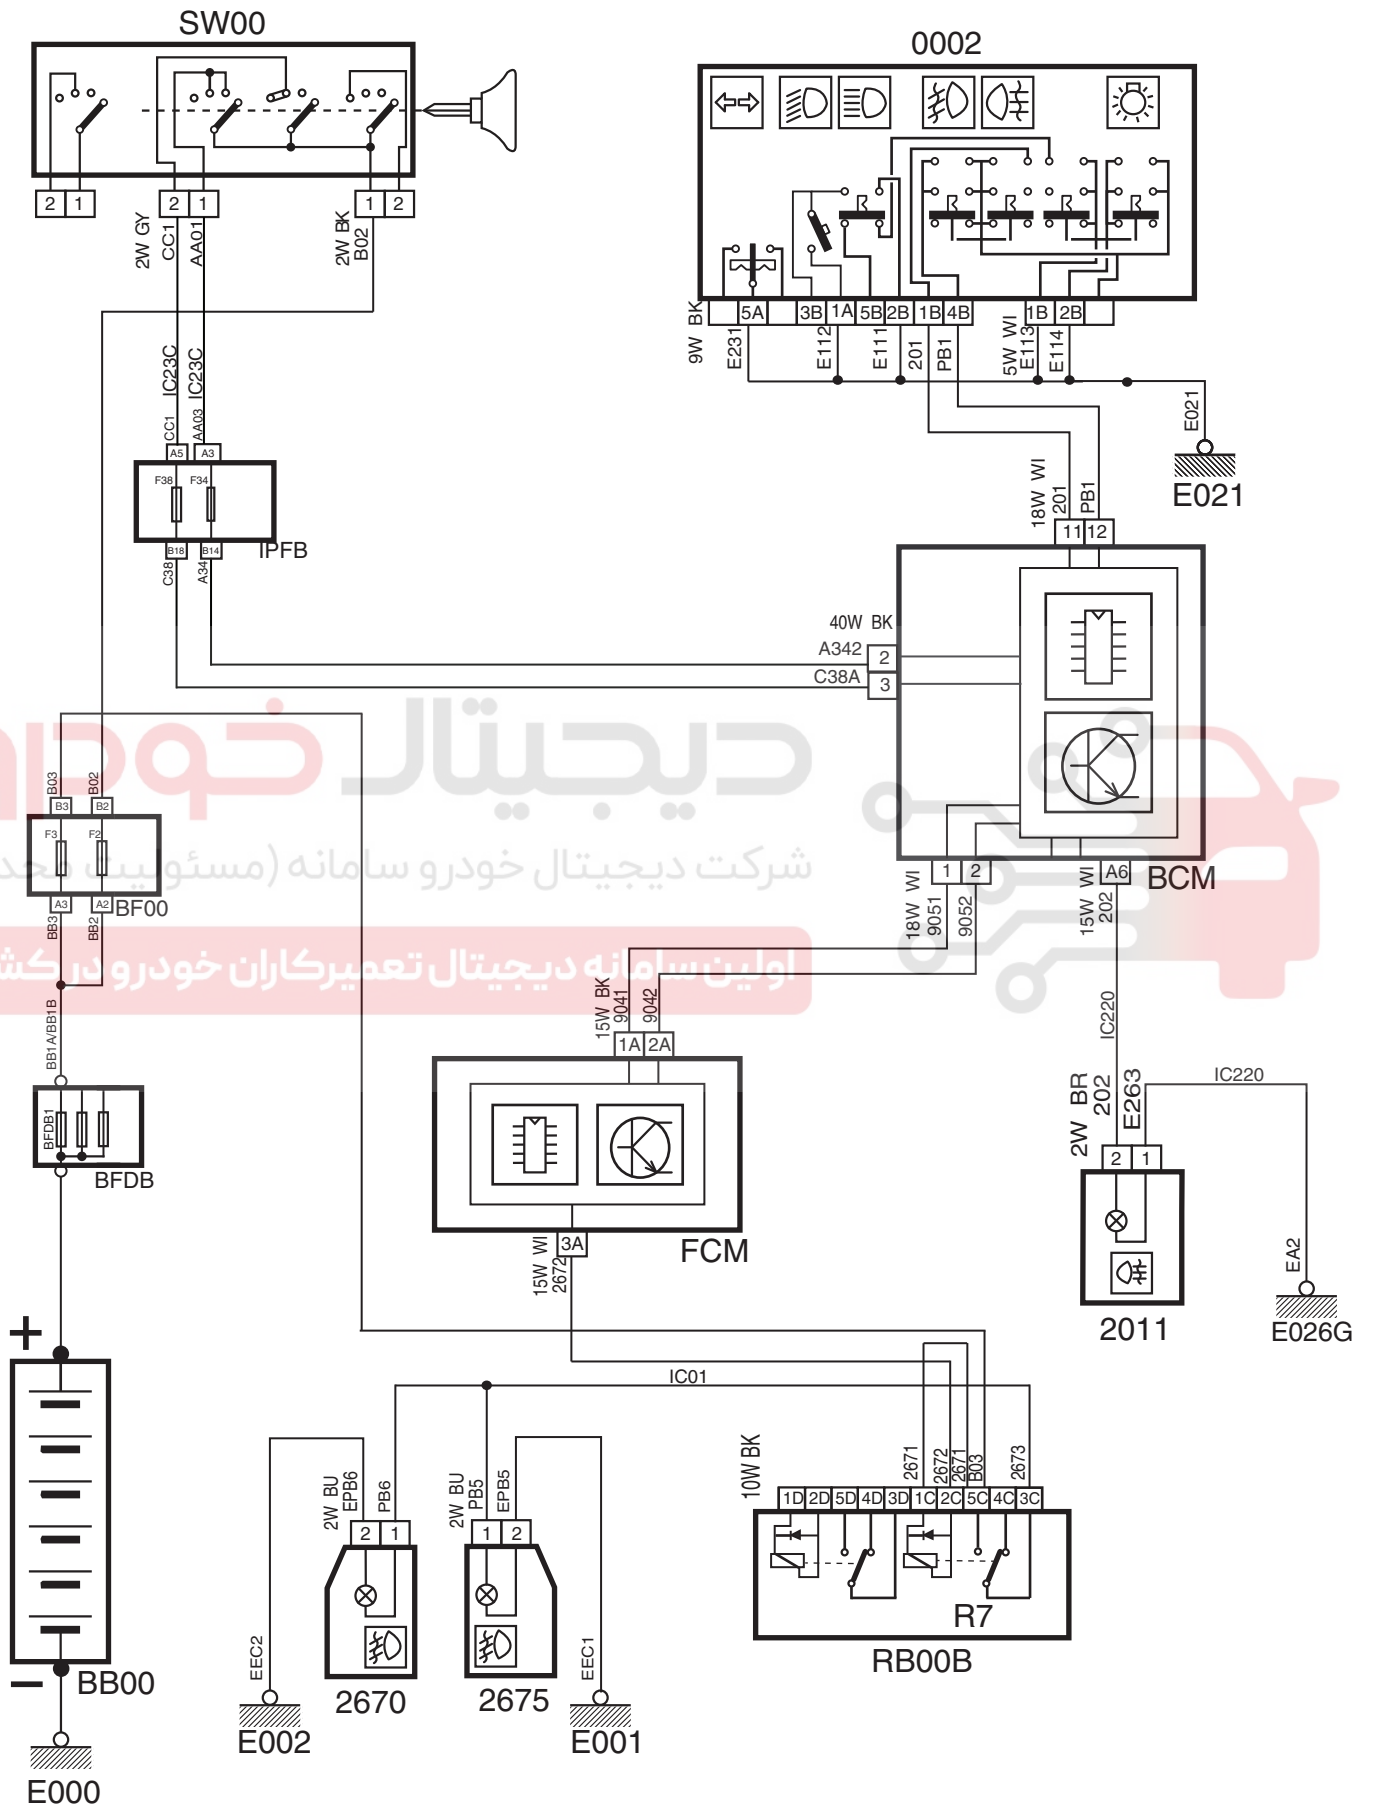 SW00
0002
2 1 2 1 1 2
2W GY
CC1
AA01
2W BK
B02
5A 3B 1A 5B 2B 1B 4B 1B 2B
9W BK
E231
E112
E111
201
PB1
5W WI
E113
E114
E021
E021
IC23C
IC23C
CC1
AA03
A5 A3
F38 F34
B18 B14
IPFB
C38
A34
18W WI
201
PB1
11 12
40W BK
A342 2
C38A 3
B03
B02
B3 B2
F3 F2
A3 A2
BF00
BB3
BB2
BB1A/BB1B
دیجیتال خودرو
شرکت دیجیتال خودرو سامانه (مسئولیت محد
اولین سامانه دیجیتال تعمیرکاران خودرو در کش
1 2 A6
BCM
18W WI
9051
9052
15W WI
202
IC220
15W BK
9041
9042
1A 2A
FCM
3A
15W WI
2672
BFDB1
BFDB
2W BR
202
E263
IC220
2 1
2011
EA2
E026G
+
−
BB00
E000
IC01
2W BU
EPB6
PB6
2 1
2670
EEC2
E002
2W BU
PB5
EPB5
1 2
2675
EEC1
E001
10W BK
2671
2672
2671
B03
2673
1D 2D 5D 4D 3D 1C 2C 5C 4C 3C
R7
RB00B